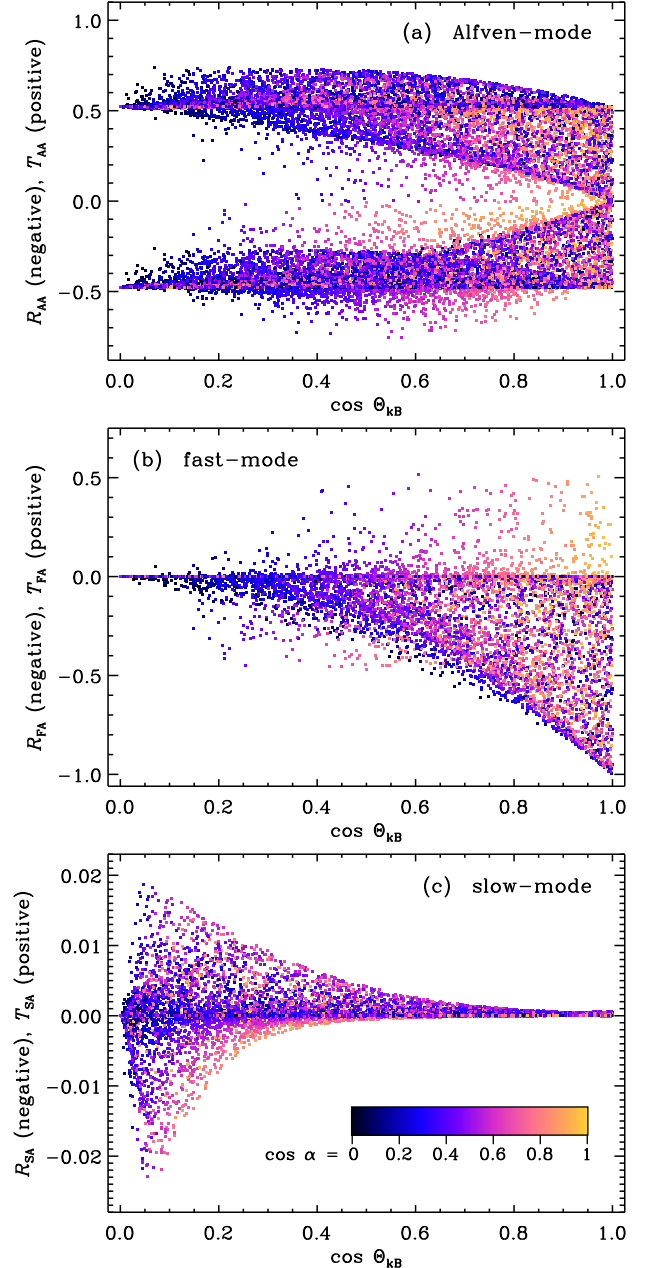 (a) Alfven−mode
1.0
0.5
0.0
−0.5
R_AA (negative), T_AA (positive)
0.0 0.2 0.4 0.6 0.8 1.0
cos Θ_kB
(b) fast−mode
0.5
0.0
−0.5
−1.0
R_FA (negative), T_FA (positive)
0.0 0.2 0.4 0.6 0.8 1.0
cos Θ_kB
(c) slow−mode
0.02
0.01
0.00
−0.01
−0.02
R_SA (negative), T_SA (positive)
cos α = 0 0.2 0.4 0.6 0.8 1
0.0 0.2 0.4 0.6 0.8 1.0
cos Θ_kB